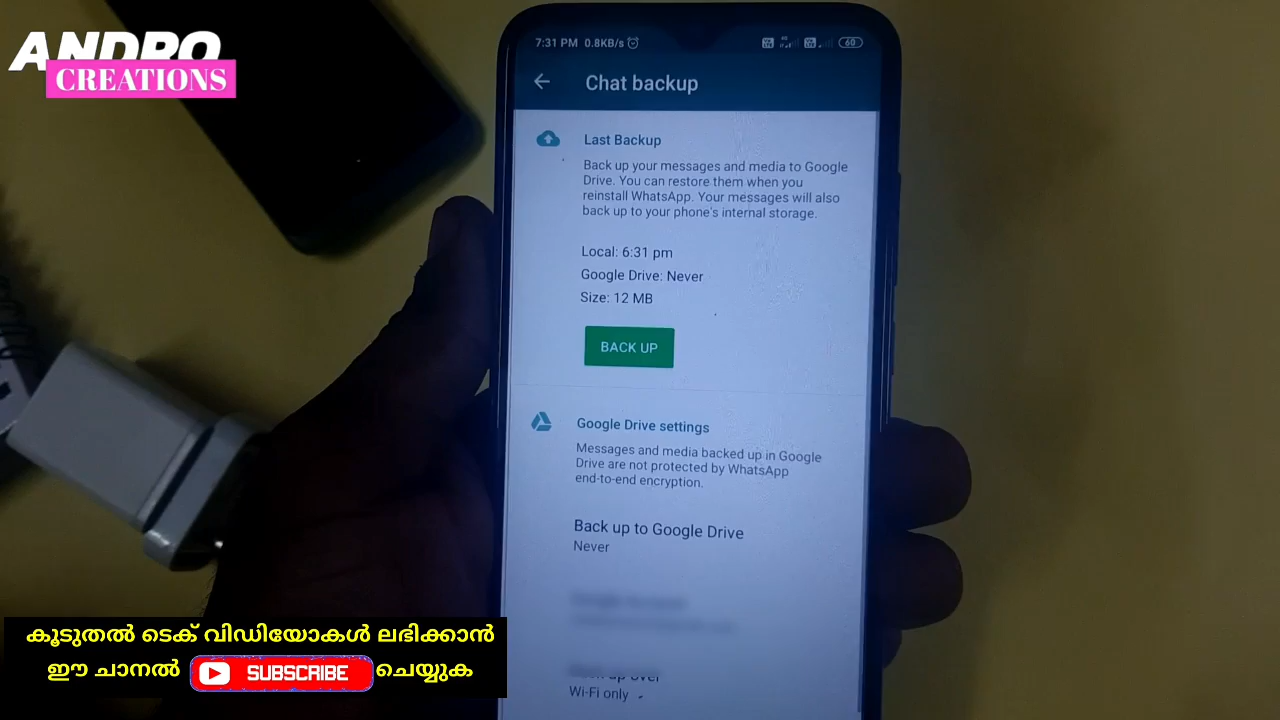 ANDRO
CREATIONS
7:31 PM 0.8KB/s
60
Chat backup
Last Backup
Back up your messages and media to Google
Drive. You can restore them when you
reinstall WhatsApp. Your messages will also
back up to your phone's internal storage.
Local: 6:31 pm
Google Drive: Never
Size: 12 MB
BACK UP
Google Drive settings
Messages and media backed up in Google
Drive are not protected by WhatsApp
end-to-end encryption.
Back up to Google Drive
Never
Wi-Fi only
കൂടുതൽ ടെക് വിഡിയോകൾ ലഭിക്കാൻ
ഈ ചാനൽ SUBSCRIBE ചെയ്യുക